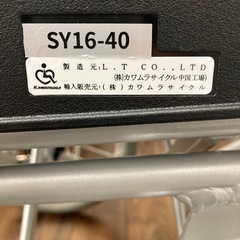 SY16-40
製造元:L.T CO.,LTD
(株)カワムラサイクル中国工場)
Kawamura
輸入販売元:(株)カワムラサイクル